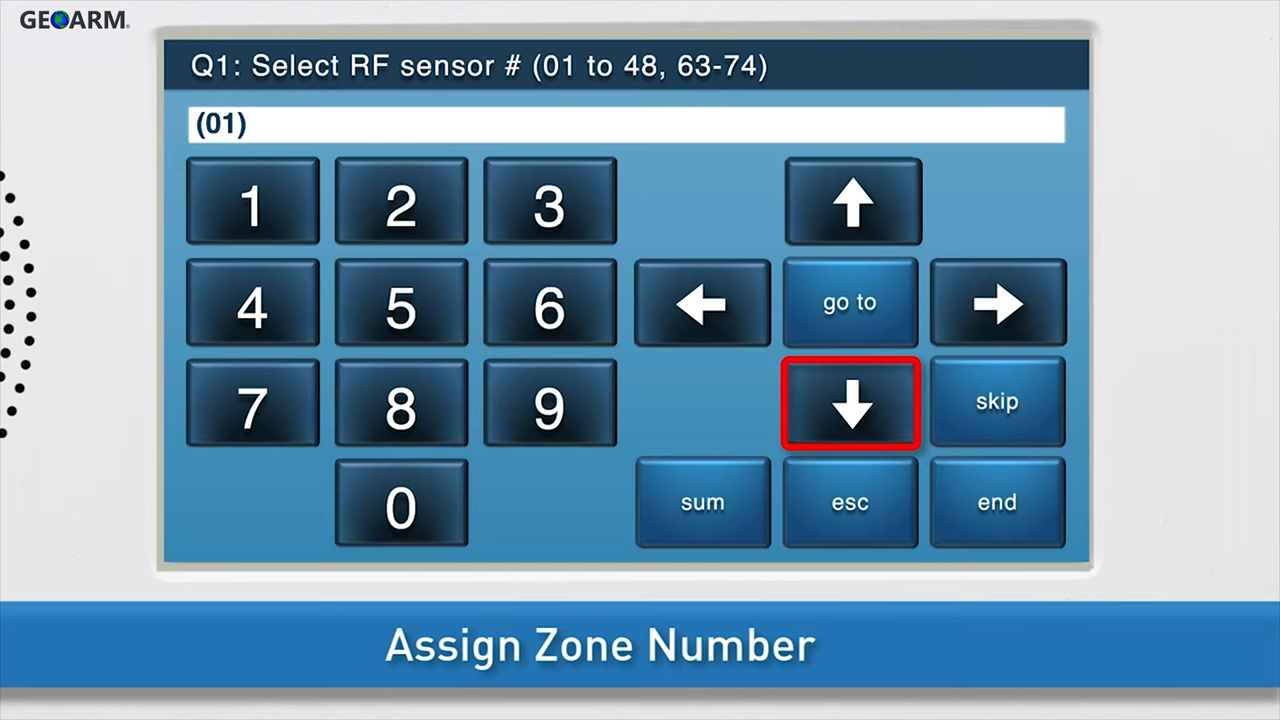 GEOARM
Q1: Select RF sensor # (01 to 48, 63-74)
(01)
1 2 3
4 5 6 go to
7 8 9 skip
0 sum esc end
Assign Zone Number